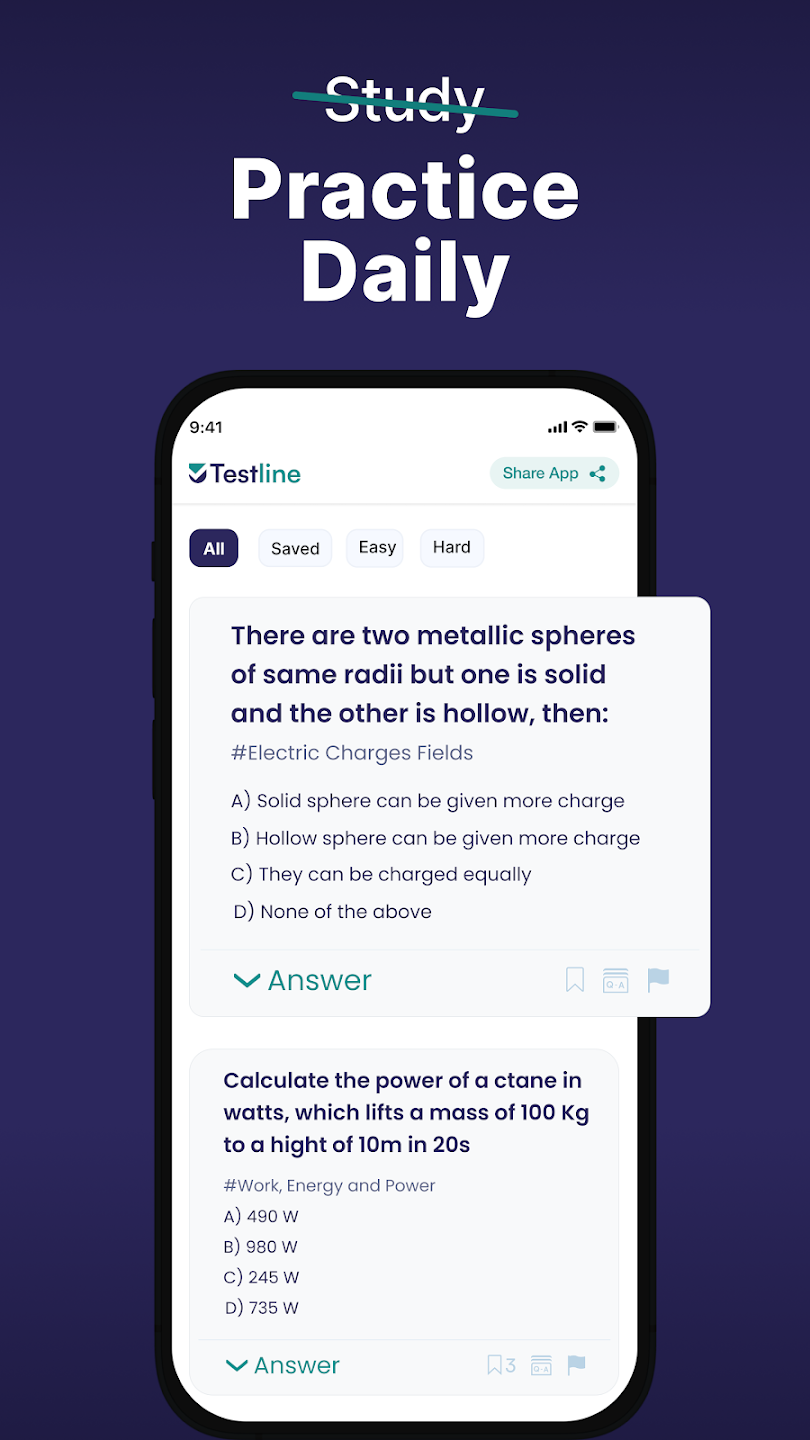 Study
Practice
Daily
9:41
Testline
Share App
All
Saved
Easy
Hard
There are two metallic spheres
of same radii but one is solid
and the other is hollow, then:
#Electric Charges Fields
A) Solid sphere can be given more charge
B) Hollow sphere can be given more charge
C) They can be charged equally
D) None of the above
Answer
Q-A
Calculate the power of a ctane in
watts, which lifts a mass of 100 Kg
to a hight of 10m in 20s
#Work, Energy and Power
A) 490 W
B) 980 W
C) 245 W
D) 735 W
Answer
3
Q-A